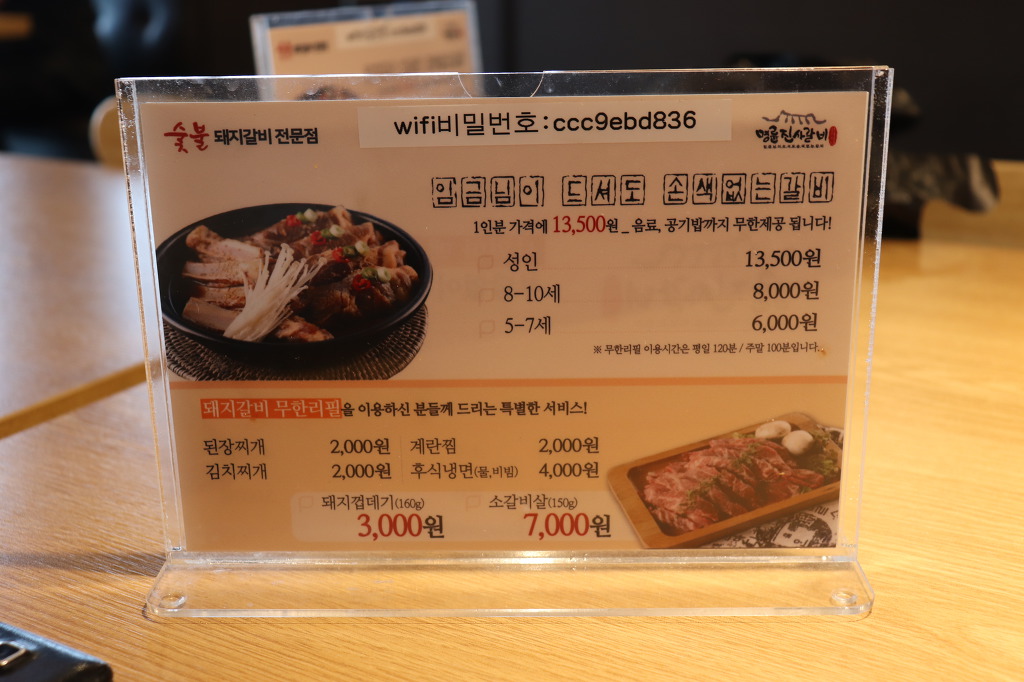 숯불 돼지갈비 전문점
wifi비밀번호:ccc9ebd836
명륜진사갈비
임금님이 드셔도 손색없는갈비
1인분 가격에 13,500원_음료, 공기밥까지 무한제공 됩니다!
성인 13,500원
8-10세 8,000원
5-7세 6,000원
※ 무한리필 이용시간은 평일 120분 / 주말 100분입니다.
돼지갈비 무한리필을 이용하신 분들께 드리는 특별한 서비스!
된장찌개 2,000원 계란찜 2,000원
김치찌개 2,000원 후식냉면(물,비빔) 4,000원
돼지껍데기(160g) 소갈비살(150g)
3,000원 7,000원